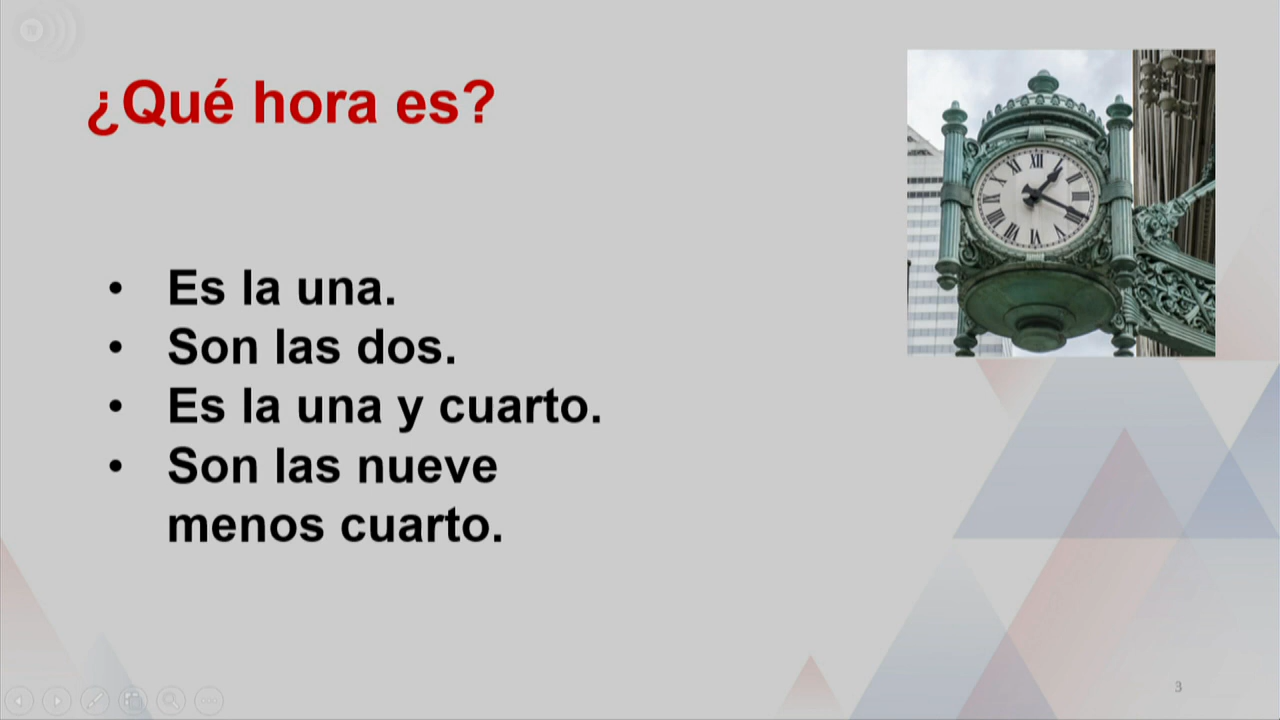 ¿Qué hora es?
• Es la una.
• Son las dos.
• Es la una y cuarto.
• Son las nueve
menos cuarto.
3